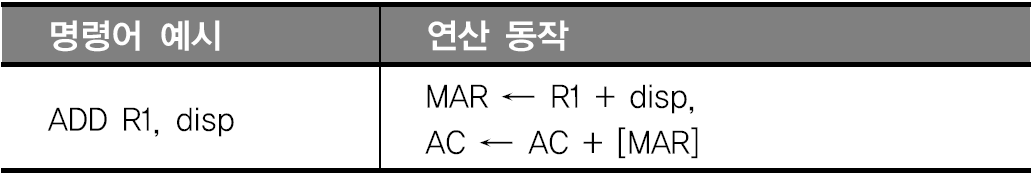 명령어 예시 연산 동작
MAR ← R1 + disp,
ADD R1, disp
AC ← AC + [MAR]